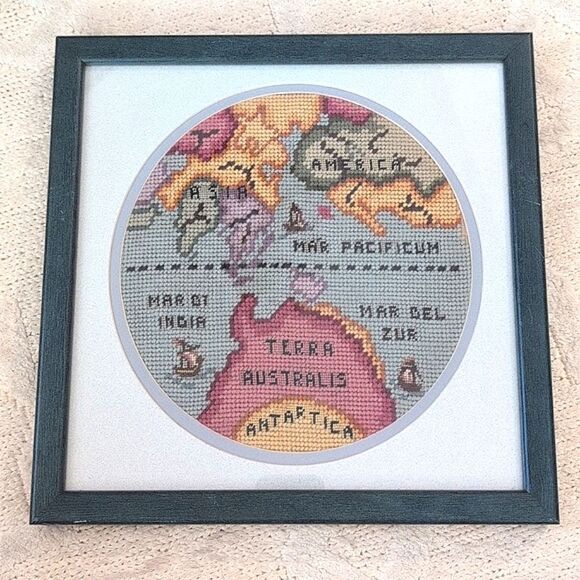 AMERICA
ASIA
MAR PACIFICUM
MAR DI
INDIA
MAR DEL
ZUR
TERRA
AUSTRALIS
ANTARTICA